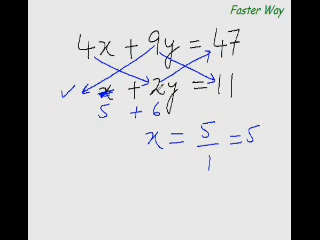 Faster Way
4x + 9y = 47
✓ x + 2y = 11
5 + 6
x = 5/1 = 5